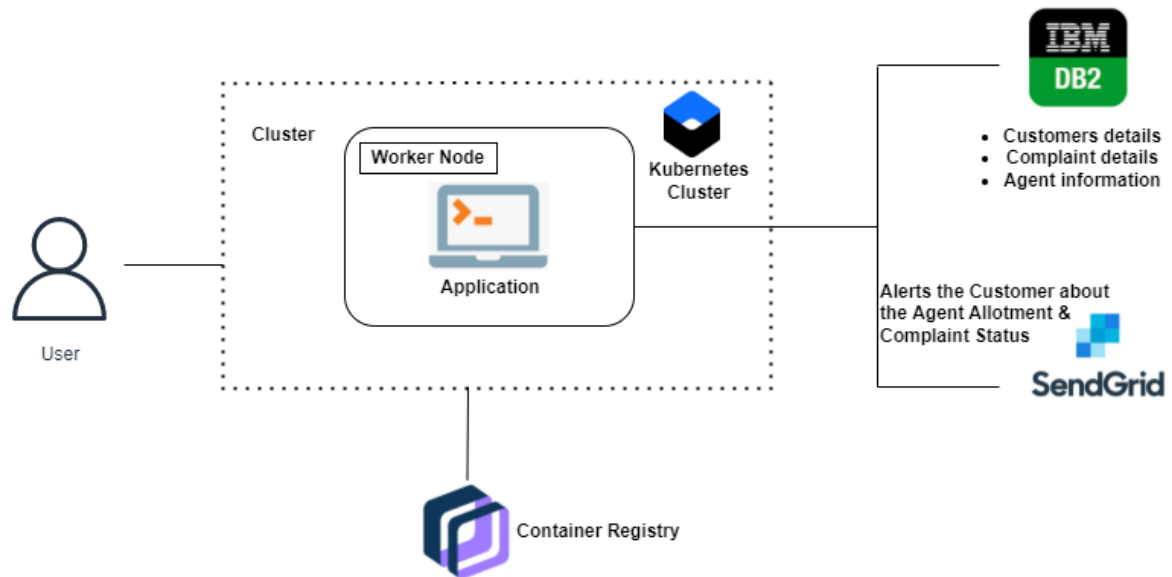 IBM
DB2
Customers details
Complaint details
Agent information
Cluster
Worker Node
Application
Kubernetes
Cluster
User
Alerts the Customer about
the Agent Allotment &
Complaint Status
SendGrid
Container Registry